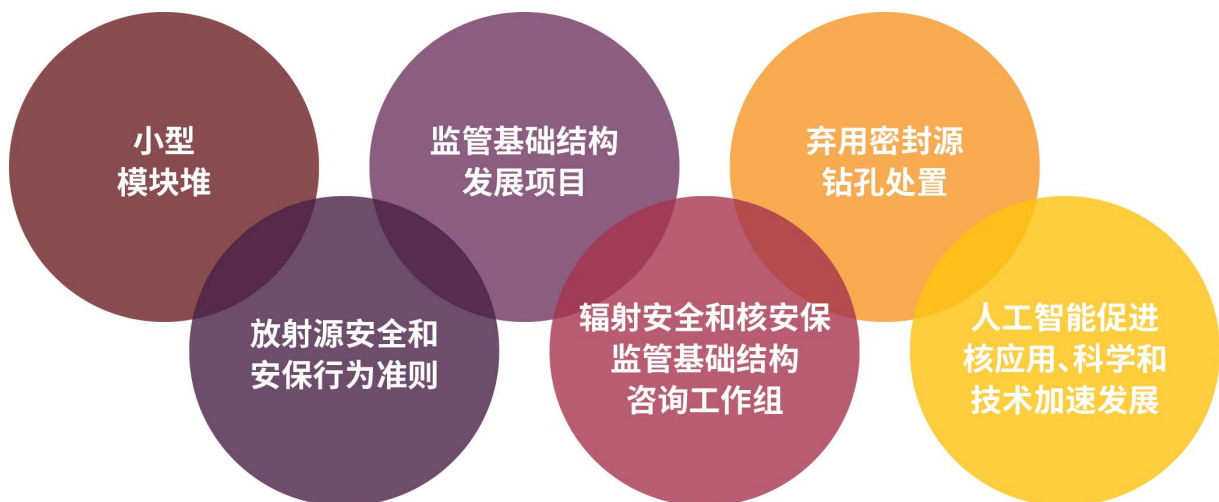 小型
模块堆
监管基础结构
发展项目
弃用密封源
钻孔处置
放射源安全和
安保行为准则
辐射安全和核安保
监管基础结构
咨询工作组
人工智能促进
核应用、科学和
技术加速发展